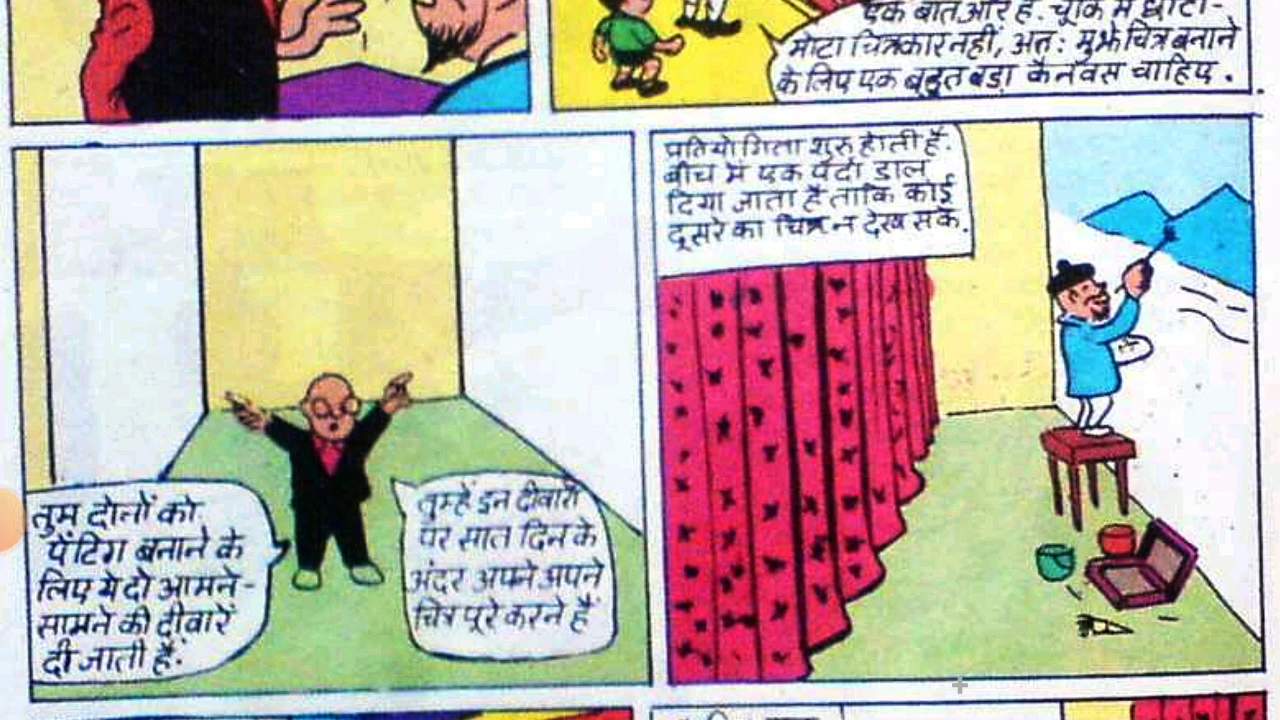 एक बात और है. चूंकि मैं छोटा-
मोटा चित्रकार नहीं, अतः मुझे चित्र बनाने
के लिए एक बहुत बड़ा कैनवस चाहिए.
तुम दोनों को
पेंटिग बनाने के
लिए ये दो आमने-
सामने की दीवारें
दी जाती हैं.
तुम्हें इन दीवारों
पर सात दिन के
अंदर अपने अपने
चित्र पूरे करने हैं
प्रतियोगिता शुरू होती है.
बीच में एक पर्दा डाल
दिया जाता है ताकि कोई
दूसरे का चित्र न देख सके.